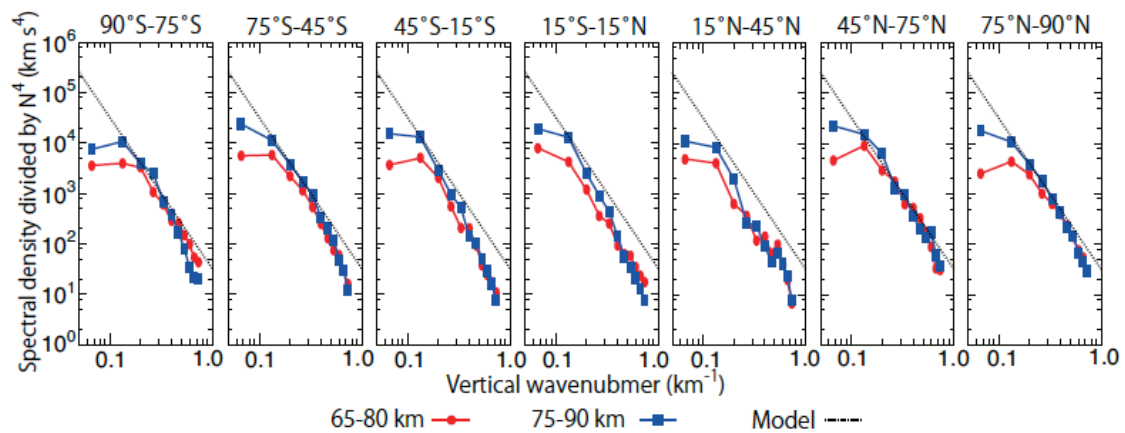 90°S-75°S 75°S-45°S 45°S-15°S 15°S-15°N 15°N-45°N 45°N-75°N 75°N-90°N
Spectral density divided by N⁴ (km s⁴)
10⁶
10⁵
10⁴
10³
10²
10¹
10⁰
0.1 1.0 0.1 1.0 0.1 1.0 0.1 1.0 0.1 1.0 0.1 1.0 0.1 1.0
Vertical wavenubmer (km⁻¹)
65-80 km 75-90 km Model